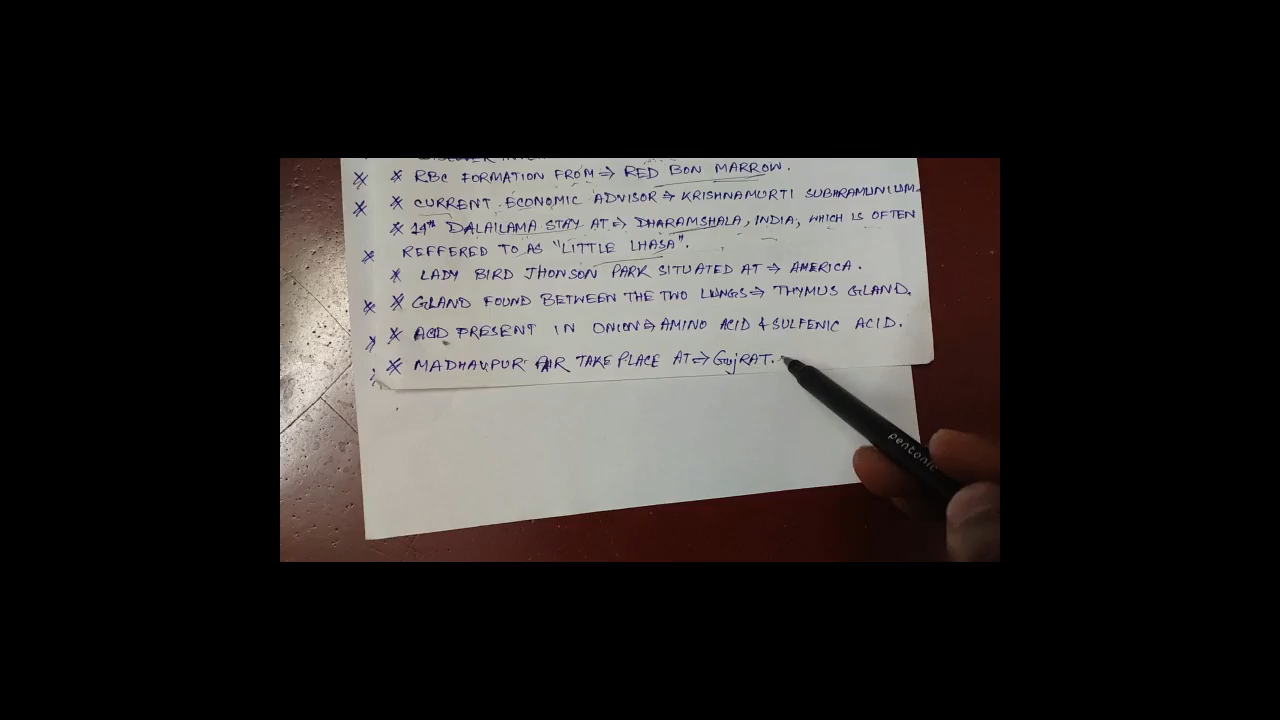 * RBC FORMATION FROM ⇒ RED BON MARROW.
* CURRENT ECONOMIC ADVISOR ⇒ KRISHNAMURTI SUBHRAMUNIUM.
* 14th DALAILAMA STAY AT ⇒ DHARAMSHALA, INDIA, WHICH IS OFTEN
REFFERED TO AS "LITTLE LHASA".
* LADY BIRD JHONSON PARK SITUATED AT ⇒ AMERICA.
* GLAND FOUND BETWEEN THE TWO LUNGS ⇒ THYMUS GLAND.
* ACID PRESENT IN ONION ⇒ AMINO ACID & SULFENIC ACID.
* MADHAVPUR FAIR TAKE PLACE AT ⇒ GujRAT.
pentonic